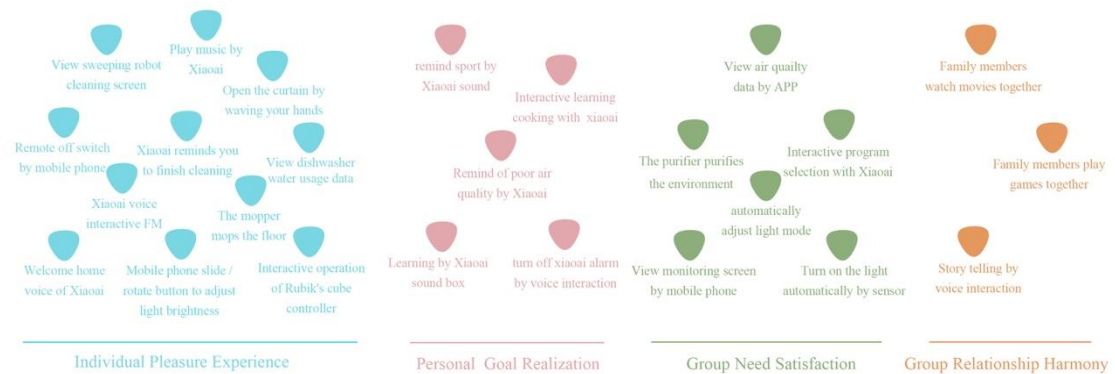 View sweeping robot
cleaning screen
Play music by
Xiaoai
Open the curtain by
waving your hands
Remote off switch
by mobile phone
Xiaoai reminds you
to finish cleaning
View dishwasher
water usage data
Xiaoai voice
interactive FM
The mopper
mops the floor
Welcome home
voice of Xiaoai
Mobile phone slide /
rotate button to adjust
light brightness
Interactive operation
of Rubik's cube
controller
Individual Pleasure Experience
remind sport by
Xiaoai sound
Interactive learning
cooking with xiaoai
Remind of poor air
quality by Xiaoai
Learning by Xiaoai
sound box
turn off xiaoai alarm
by voice interaction
Personal Goal Realization
View air quailty
data by APP
The purifier purifies
the environment
Interactive program
selection with Xiaoai
automatically
adjust light mode
View monitoring screen
by mobile phone
Turn on the light
automatically by sensor
Group Need Satisfaction
Family members
watch movies together
Family members play
games together
Story telling by
voice interaction
Group Relationship Harmony